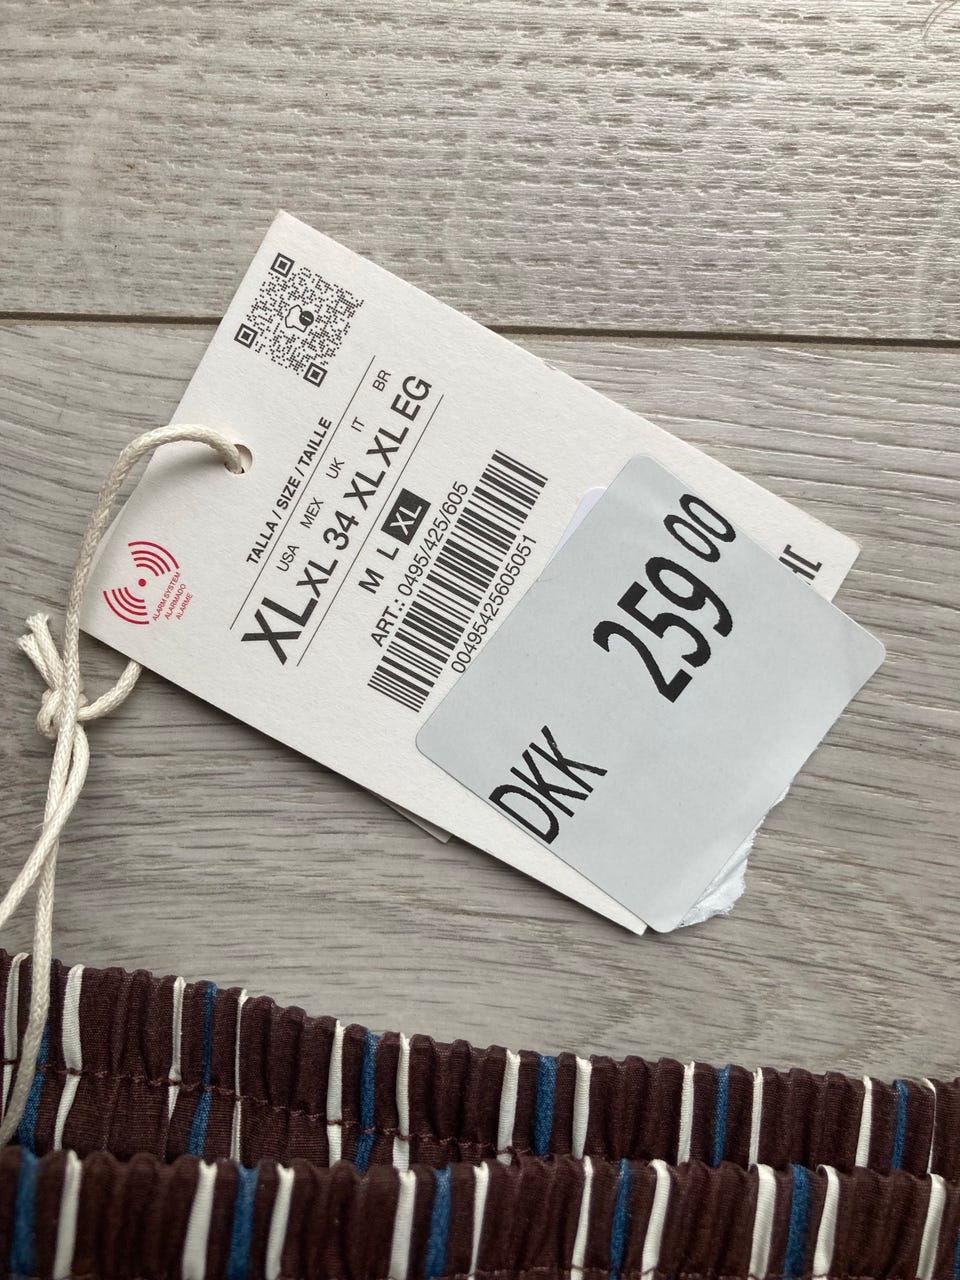 TALLA / SIZE / TAILLE
USA MEX UK IT BR
XL XL 34 XL XL EG
M L XL
ART.: 0495/425/605
00495425605051
ALARM SYSTEM
ALARMADO
ALARME
259 00
DKK